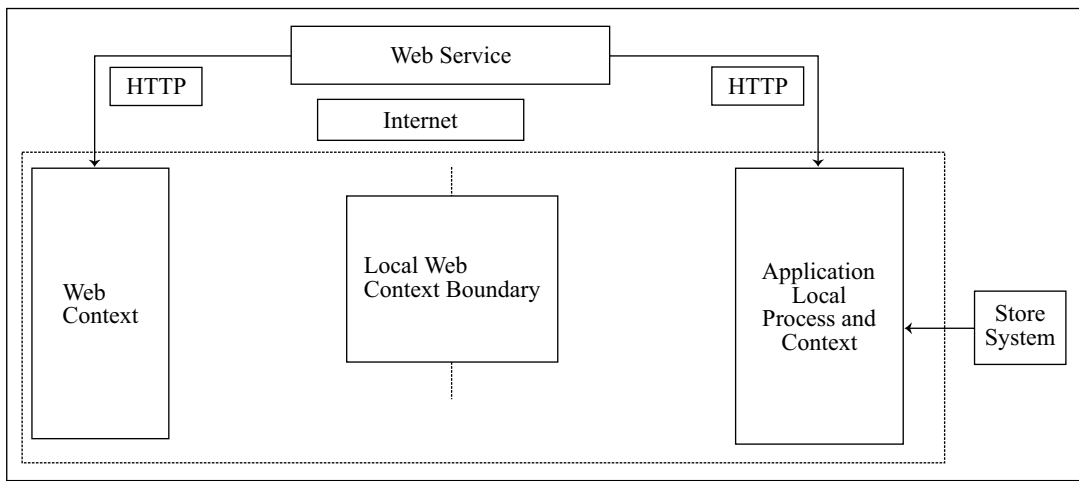 Web Service
HTTP
HTTP
Internet
Web
Context
Local Web
Context Boundary
Application
Local
Process and
Context
Store
System